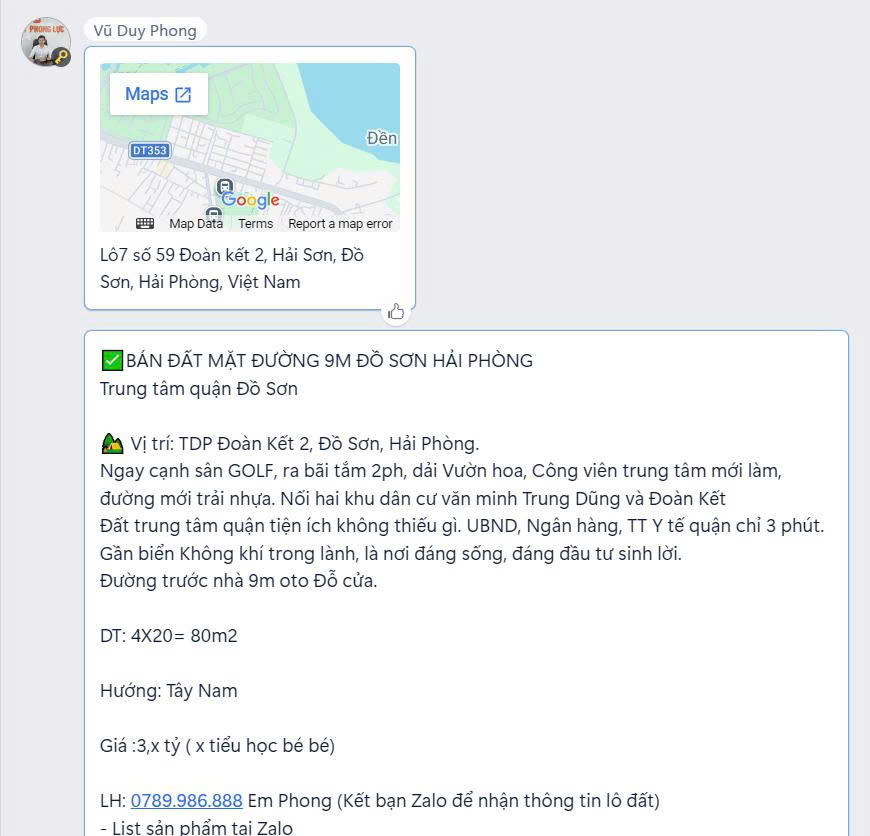 PHONG LỰC
Vũ Duy Phong
Maps
Đền
DT353
Google
Map Data Terms Report a map error
Lô7 số 59 Đoàn kết 2, Hải Sơn, Đồ
Sơn, Hải Phòng, Việt Nam
BÁN ĐẤT MẶT ĐƯỜNG 9M ĐỒ SƠN HẢI PHÒNG
Trung tâm quận Đồ Sơn
Vị trí: TDP Đoàn Kết 2, Đồ Sơn, Hải Phòng.
Ngay cạnh sân GOLF, ra bãi tắm 2ph, dải Vườn hoa, Công viên trung tâm mới làm,
đường mới trải nhựa. Nối hai khu dân cư văn minh Trung Dũng và Đoàn Kết
Đất trung tâm quận tiện ích không thiếu gì. UBND, Ngân hàng, TT Y tế quận chỉ 3 phút.
Gần biển Không khí trong lành, là nơi đáng sống, đáng đầu tư sinh lời.
Đường trước nhà 9m oto Đỗ cửa.
DT: 4X20= 80m2
Hướng: Tây Nam
Giá :3,x tỷ ( x tiểu học bé bé)
LH: 0789.986.888 Em Phong (Kết bạn Zalo để nhận thông tin lô đất)
- List sản phẩm tại Zalo